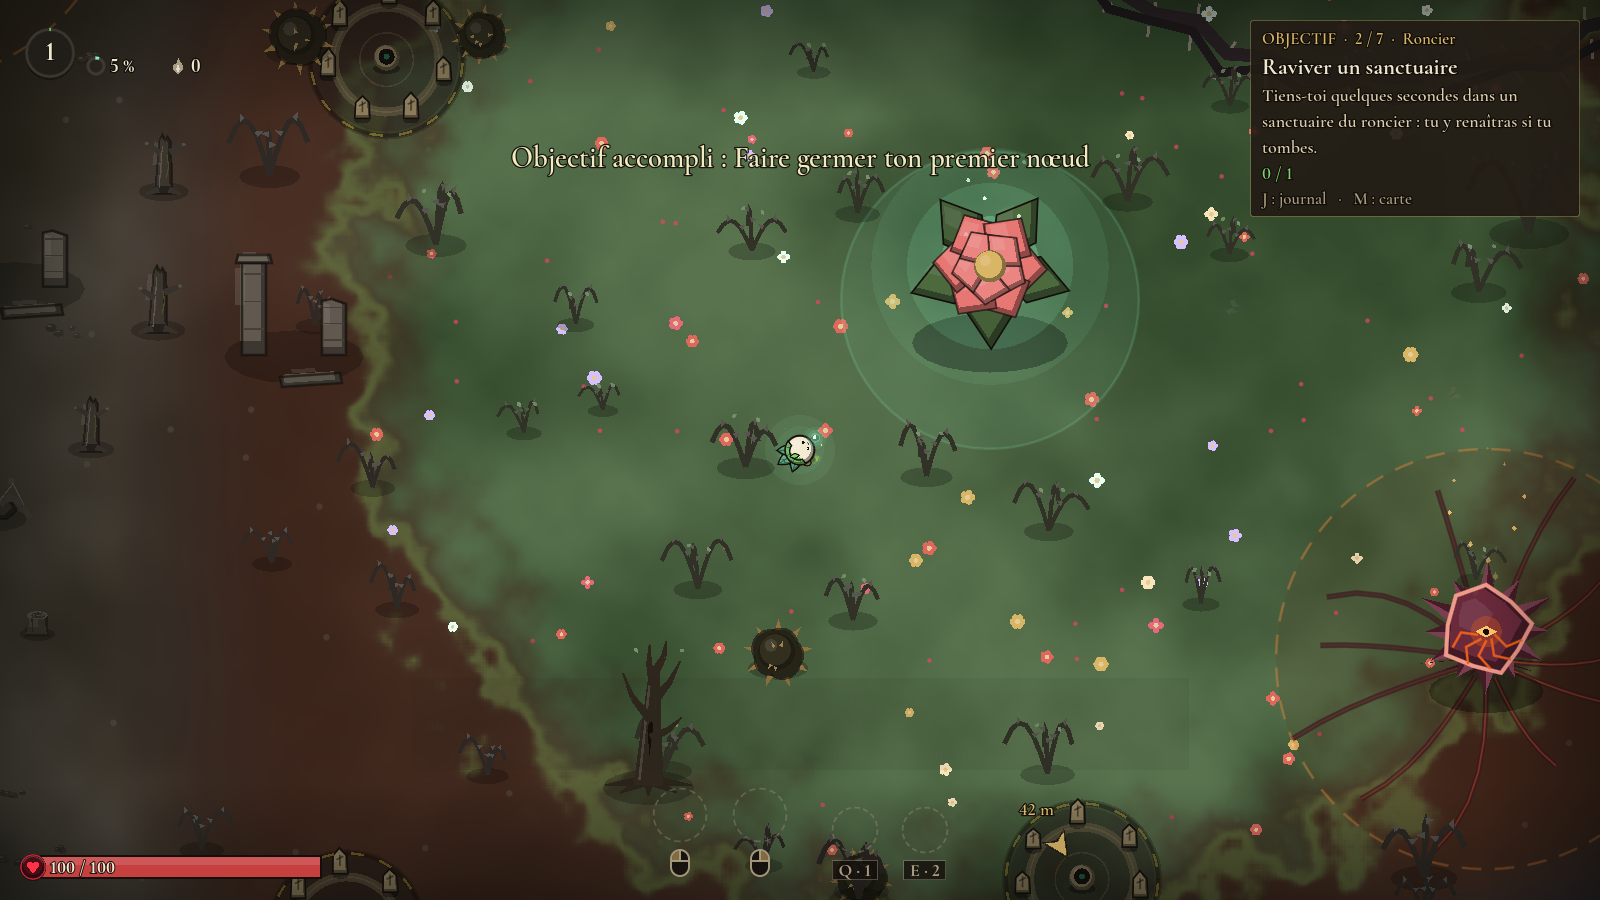 1
5 %
0
OBJECTIF · 2 / 7 · Roncier
Raviver un sanctuaire
Tiens-toi quelques secondes dans un
sanctuaire du roncier : tu y renaîtras si tu
tombes.
0 / 1
J : journal · M : carte
Objectif accompli : Faire germer ton premier nœud
42 m
100 / 100
Q · 1
E · 2